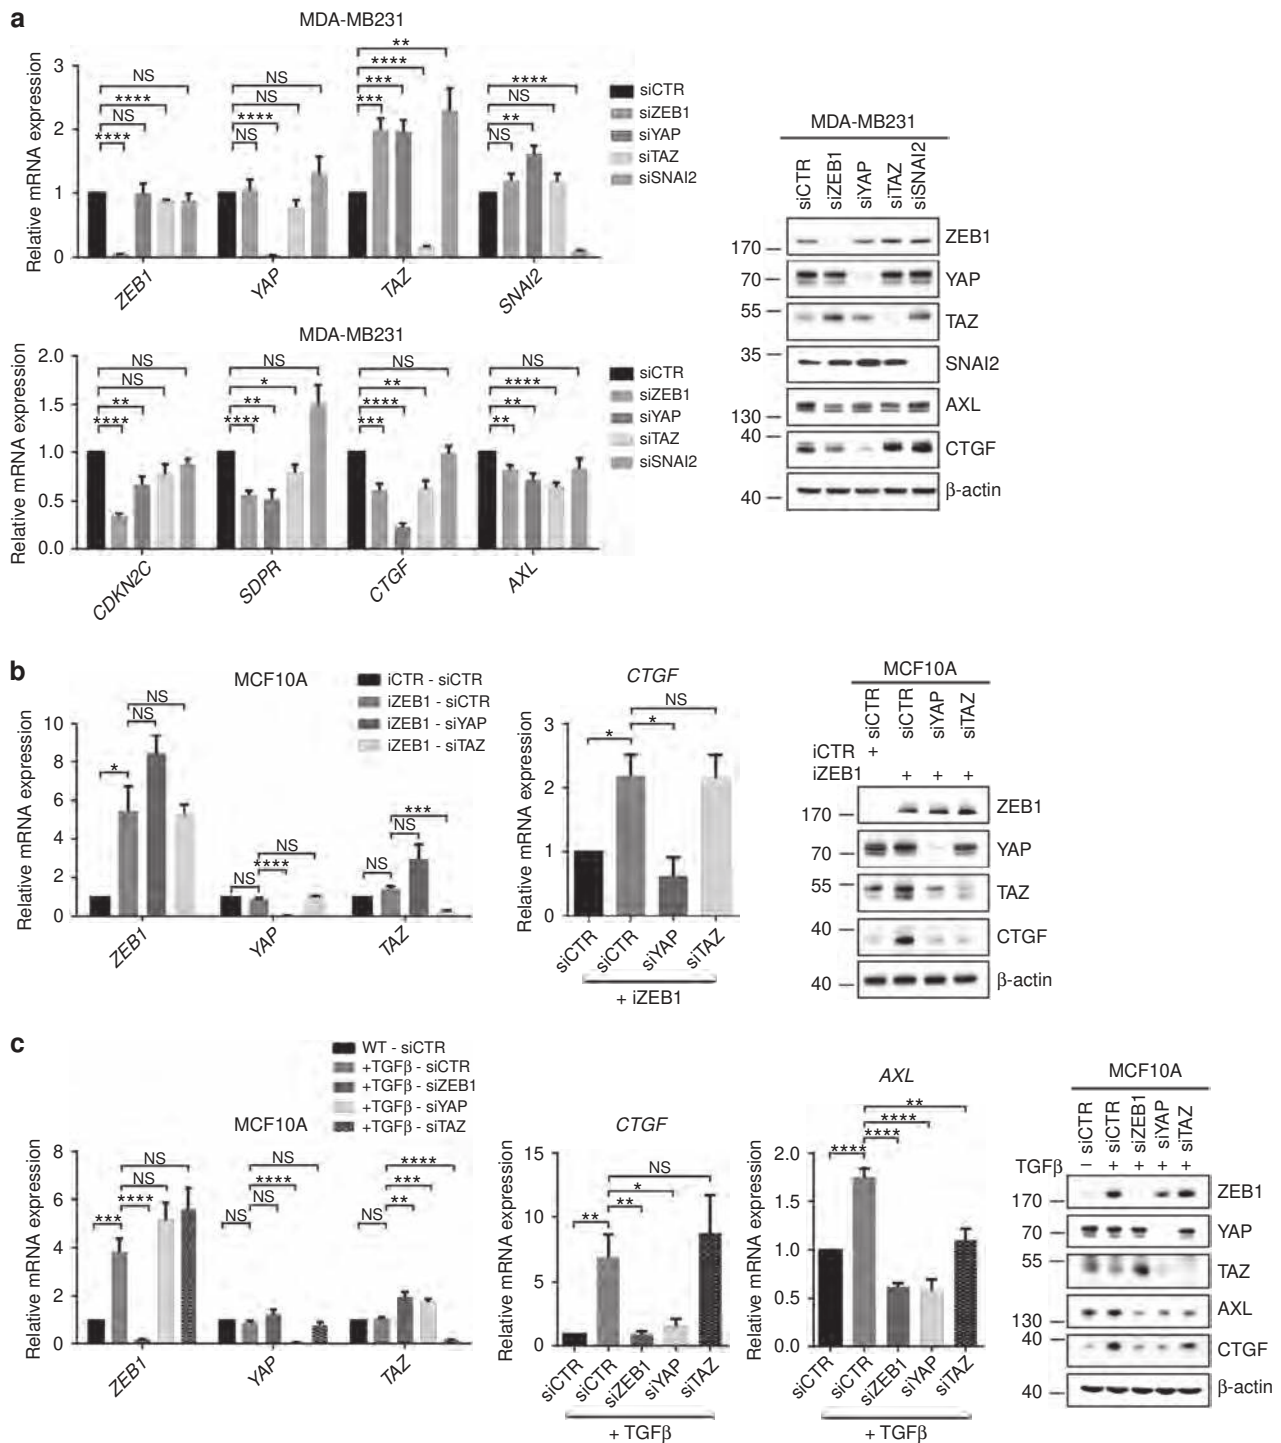 a
MDA-MB231
Relative mRNA expression
3
2
1
0
NS
****
NS
****
NS
NS
****
NS
**
****
***
***
****
NS
**
NS
ZEB1
YAP
TAZ
SNAI2
siCTR
siZEB1
siYAP
siTAZ
siSNAI2
MDA-MB231
Relative mRNA expression
2.0
1.5
1.0
0.5
0.0
NS
NS
**
****
NS
*
**
****
NS
**
****
***
NS
****
**
**
CDKN2C
SDPR
CTGF
AXL
siCTR
siZEB1
siYAP
siTAZ
siSNAI2
MDA-MB231
siCTR
siZEB1
siYAP
siTAZ
siSNAI2
170
ZEB1
70
YAP
55
TAZ
35
SNAI2
130
AXL
40
CTGF
40
β-actin
b
MCF10A
iCTR - siCTR
iZEB1 - siCTR
iZEB1 - siYAP
iZEB1 - siTAZ
Relative mRNA expression
10
8
6
4
2
0
NS
NS
*
NS
****
NS
***
NS
NS
ZEB1
YAP
TAZ
CTGF
Relative mRNA expression
3
2
1
0
NS
*
*
siCTR
siCTR
siYAP
siTAZ
+ iZEB1
MCF10A
siCTR
siCTR
siYAP
siTAZ
iCTR +
iZEB1 + + +
170
ZEB1
70
YAP
55
TAZ
40
CTGF
40
β-actin
c
WT - siCTR
+TGFβ - siCTR
+TGFβ - siZEB1
+TGFβ - siYAP
+TGFβ - siTAZ
MCF10A
Relative mRNA expression
8
6
4
2
0
NS
NS
****
***
NS
****
NS
NS
****
***
**
NS
ZEB1
YAP
TAZ
CTGF
Relative mRNA expression
15
10
5
0
NS
*
**
**
siCTR
siCTR
siZEB1
siYAP
siTAZ
+ TGFβ
AXL
Relative mRNA expression
2.0
1.5
1.0
0.5
0.0
**
****
****
****
siCTR
siCTR
siZEB1
siYAP
siTAZ
+ TGFβ
MCF10A
siCTR
siCTR
siZEB1
siYAP
siTAZ
TGFβ – + + + +
170
ZEB1
70
YAP
55
TAZ
130
AXL
40
CTGF
40
β-actin